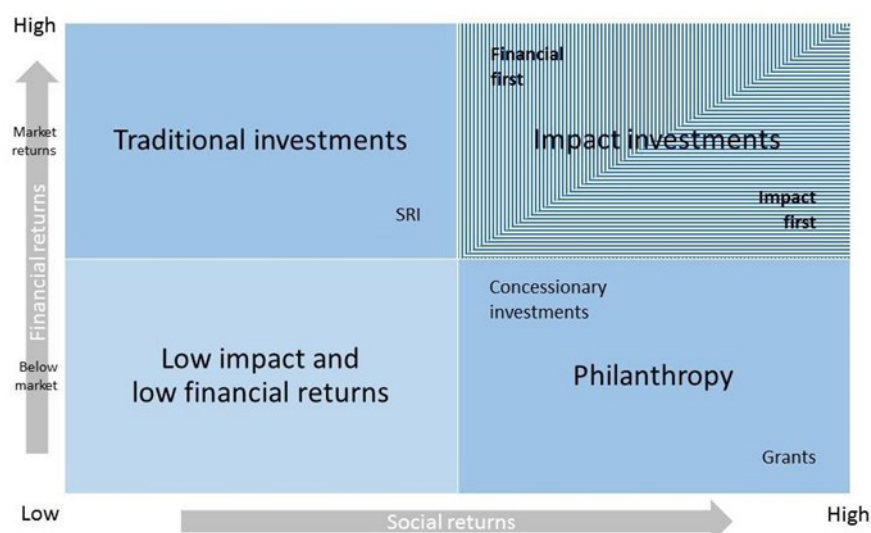 High
Financial
first
Market
returns
Traditional investments
Impact investments
SRI
Impact
first
Financial returns
Concessionary
investments
Below
market
Low impact and
low financial returns
Philanthropy
Grants
Low
Social returns
High